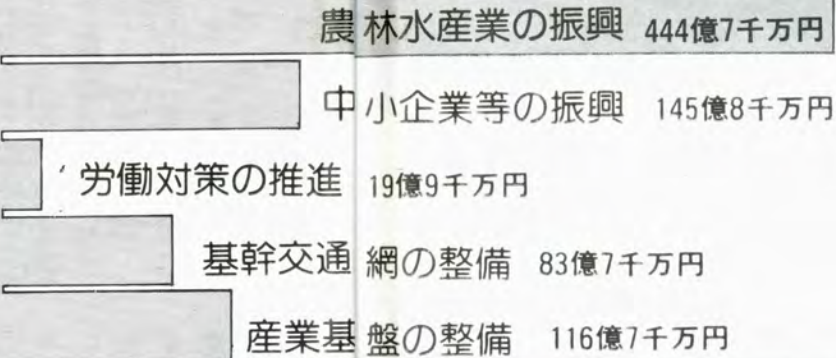 農林水産業の振興 444億7千万円
中小企業等の振興 145億8千万円
労働対策の推進 19億9千万円
基幹交通網の整備 83億7千万円
産業基盤の整備 116億7千万円